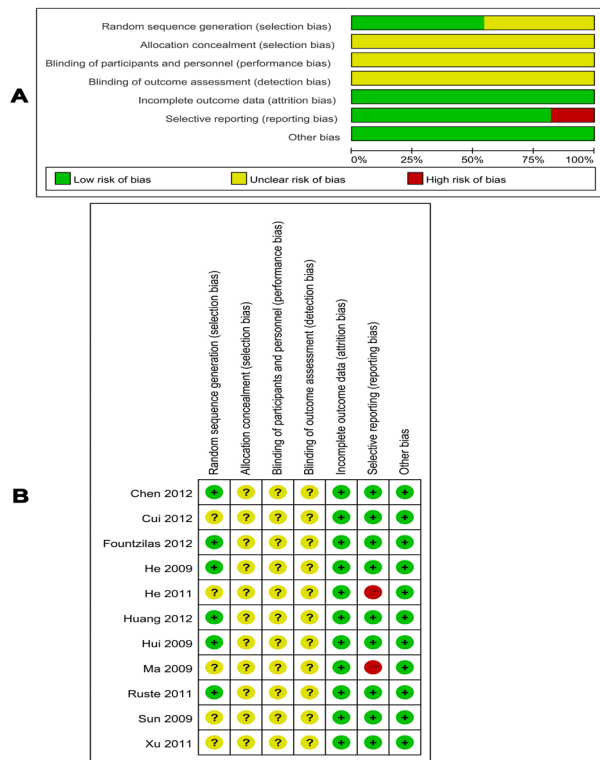 A
Random sequence generation (selection bias)
Allocation concealment (selection bias)
Blinding of participants and personnel (performance bias)
Blinding of outcome assessment (detection bias)
Incomplete outcome data (attrition bias)
Selective reporting (reporting bias)
Other bias
0% 25% 50% 75% 100%
Low risk of bias Unclear risk of bias High risk of bias
B
Random sequence generation (selection bias)
Allocation concealment (selection bias)
Blinding of participants and personnel (performance bias)
Blinding of outcome assessment (detection bias)
Incomplete outcome data (attrition bias)
Selective reporting (reporting bias)
Other bias
Chen 2012 + ? ? ? + + +
Cui 2012 ? ? ? ? + + +
Fountzilas 2012 + ? ? ? + + +
He 2009 + ? ? ? + + +
He 2011 ? ? ? ? + - +
Huang 2012 + ? ? ? + + +
Hui 2009 + ? ? ? + + +
Ma 2009 ? ? ? ? + - +
Ruste 2011 + ? ? ? + + +
Sun 2009 ? ? ? ? + + +
Xu 2011 ? ? ? ? + + +